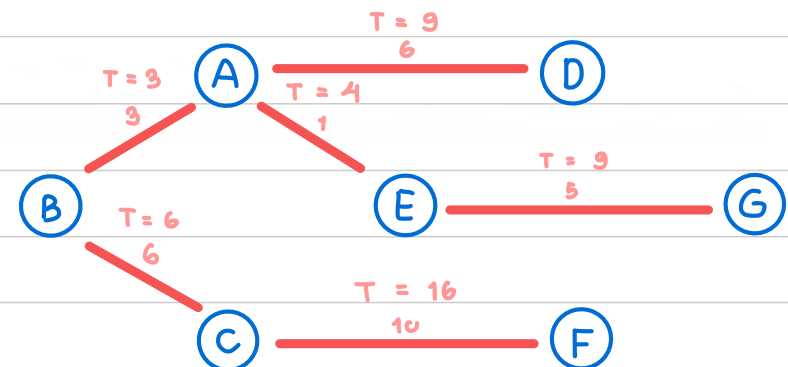 T = 9
6
A
D
T = 3
3
T = 4
1
T = 9
5
B
E
G
T = 6
6
T = 16
10
C
F